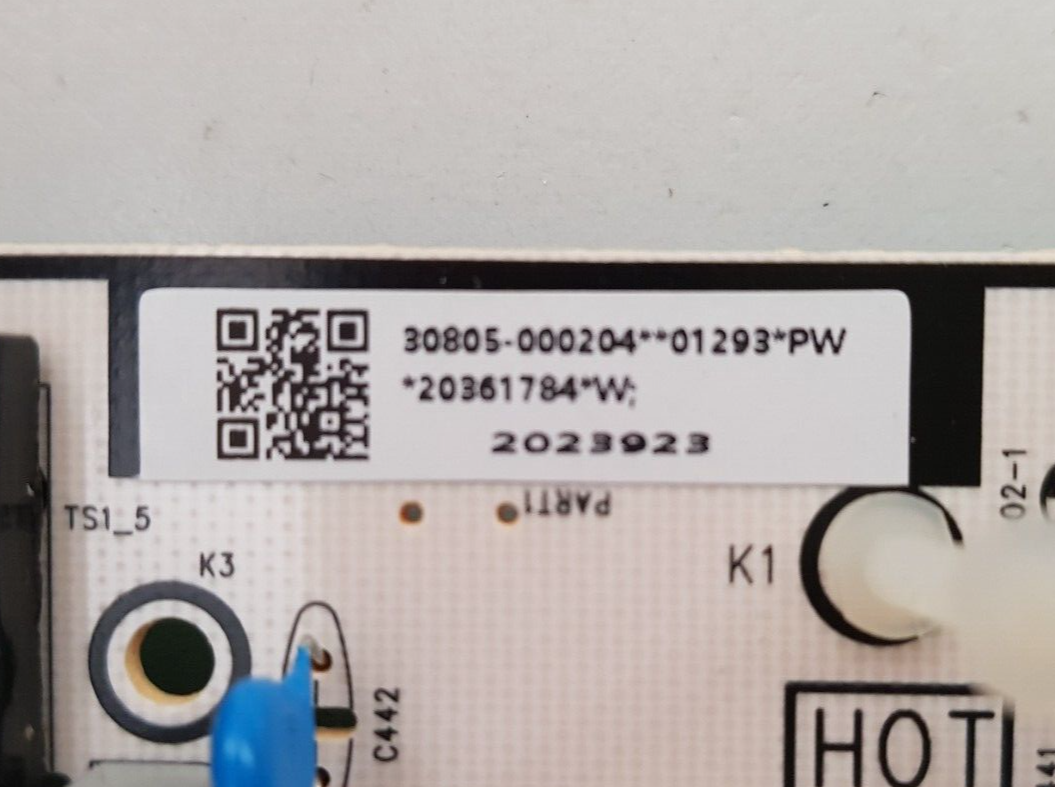 30805-000204**01293*PW
*20361784*W;
2023923
PART1
TS1_5
K3
K1
02-1
C442
HOT